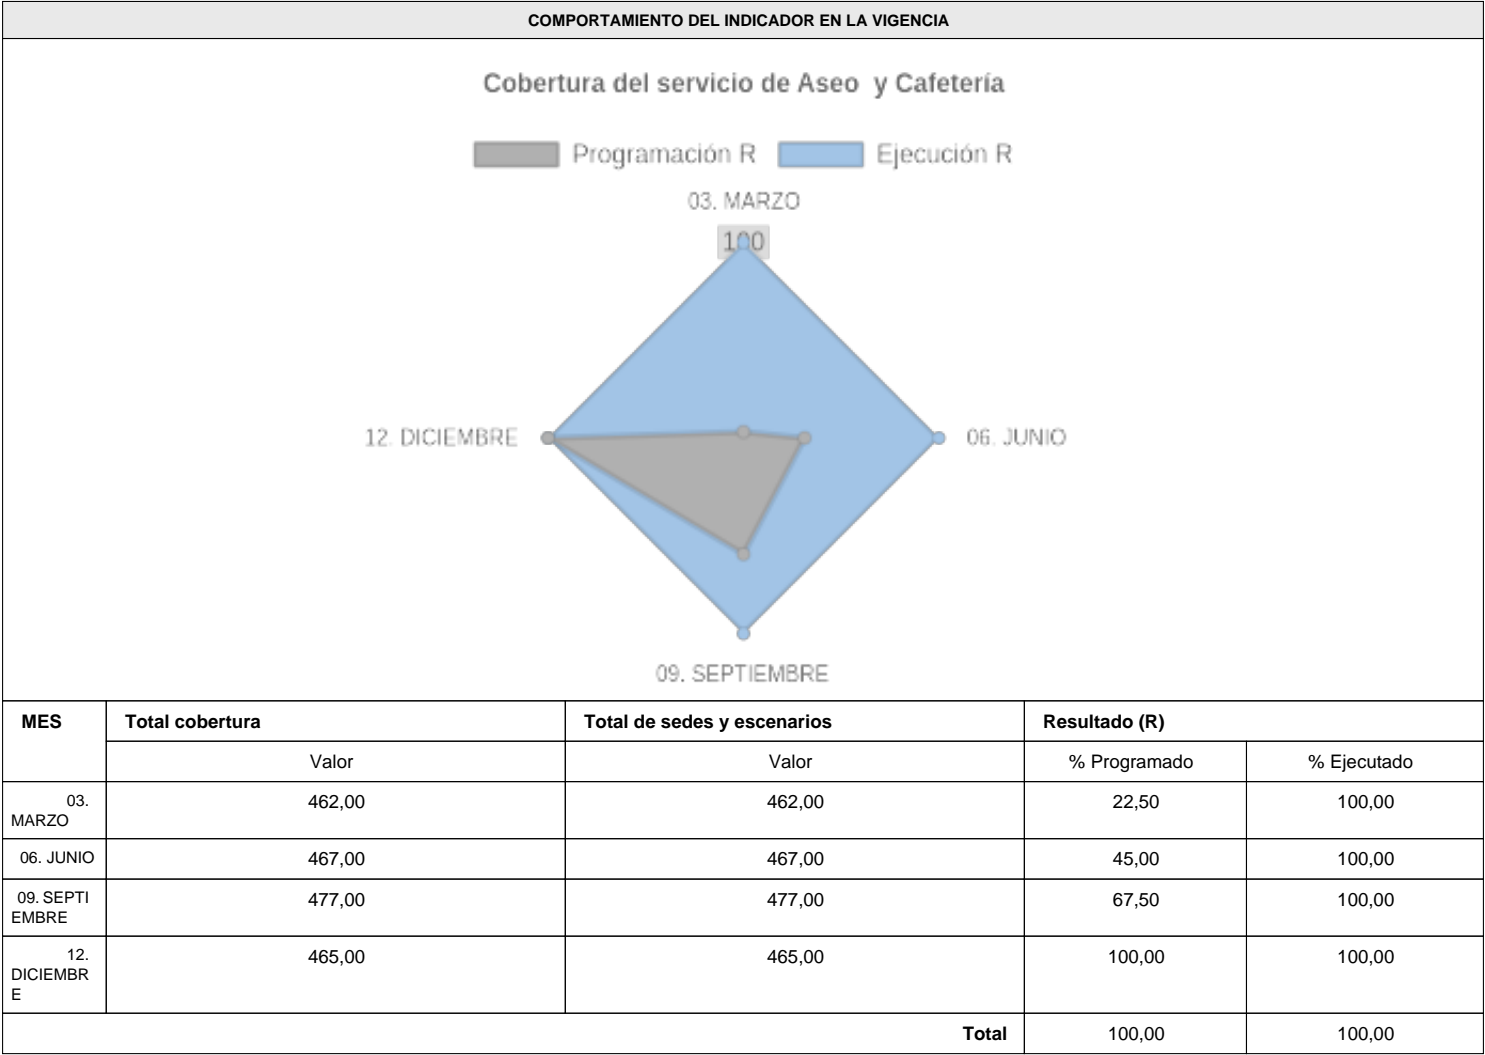 COMPORTAMIENTO DEL INDICADOR EN LA VIGENCIA
Cobertura del servicio de Aseo y Cafetería
Programación R Ejecución R
03. MARZO
100
12. DICIEMBRE
06. JUNIO
09. SEPTIEMBRE
MES Total cobertura Total de sedes y escenarios Resultado (R)
Valor Valor % Programado % Ejecutado
03. 462,00 462,00 22,50 100,00
MARZO
06. JUNIO 467,00 467,00 45,00 100,00
09. SEPTI 477,00 477,00 67,50 100,00
EMBRE
12. 465,00 465,00 100,00 100,00
DICIEMBR
E
Total 100,00 100,00